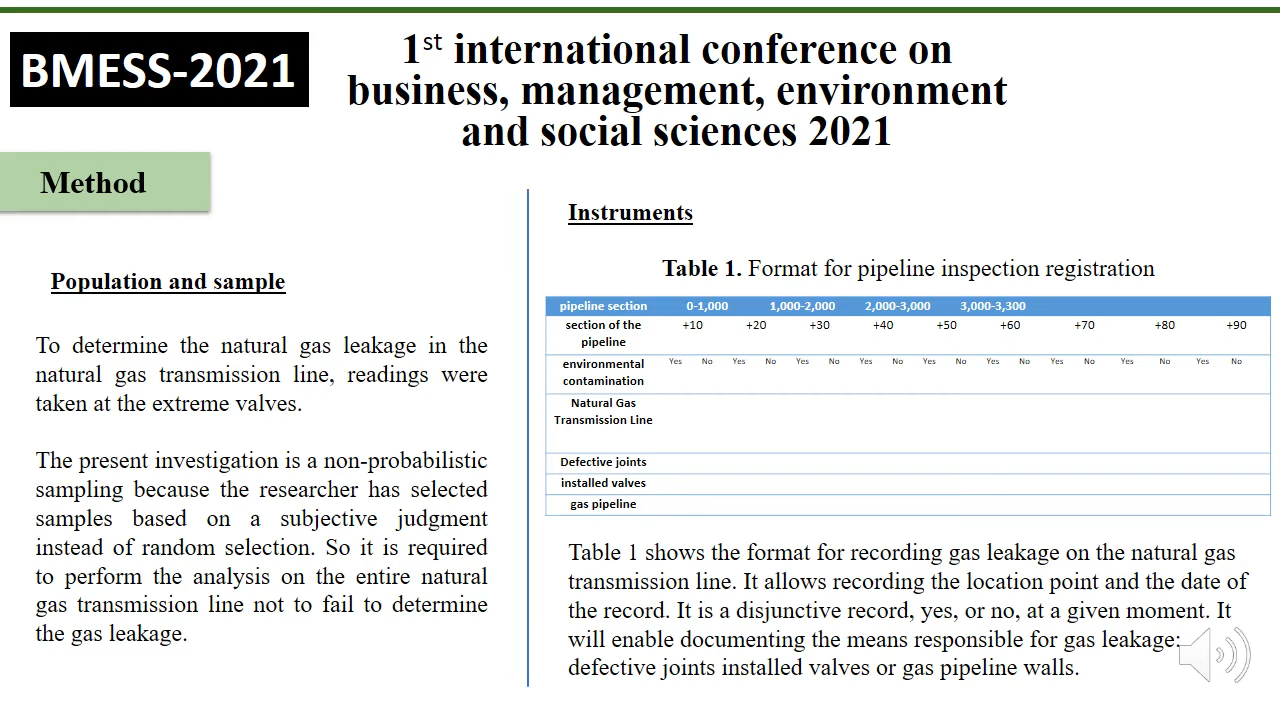 BMESS-2021
1st international conference on
business, management, environment
and social sciences 2021
Method
Population and sample
To determine the natural gas leakage in the
natural gas transmission line, readings were
taken at the extreme valves.
The present investigation is a non-probabilistic
sampling because the researcher has selected
samples based on a subjective judgment
instead of random selection. So it is required
to perform the analysis on the entire natural
gas transmission line not to fail to determine
the gas leakage.
Instruments
Table 1. Format for pipeline inspection registration
pipeline section 0-1,000 1,000-2,000 2,000-3,000 3,000-3,300
section of the +10 +20 +30 +40 +50 +60 +70 +80 +90
pipeline
environmental Yes No Yes No Yes No Yes No Yes No Yes No Yes No Yes No Yes No
contamination
Natural Gas
Transmission Line
Defective joints
installed valves
gas pipeline
Table 1 shows the format for recording gas leakage on the natural gas
transmission line. It allows recording the location point and the date of
the record. It is a disjunctive record, yes, or no, at a given moment. It
will enable documenting the means responsible for gas leakage:
defective joints installed valves or gas pipeline walls.